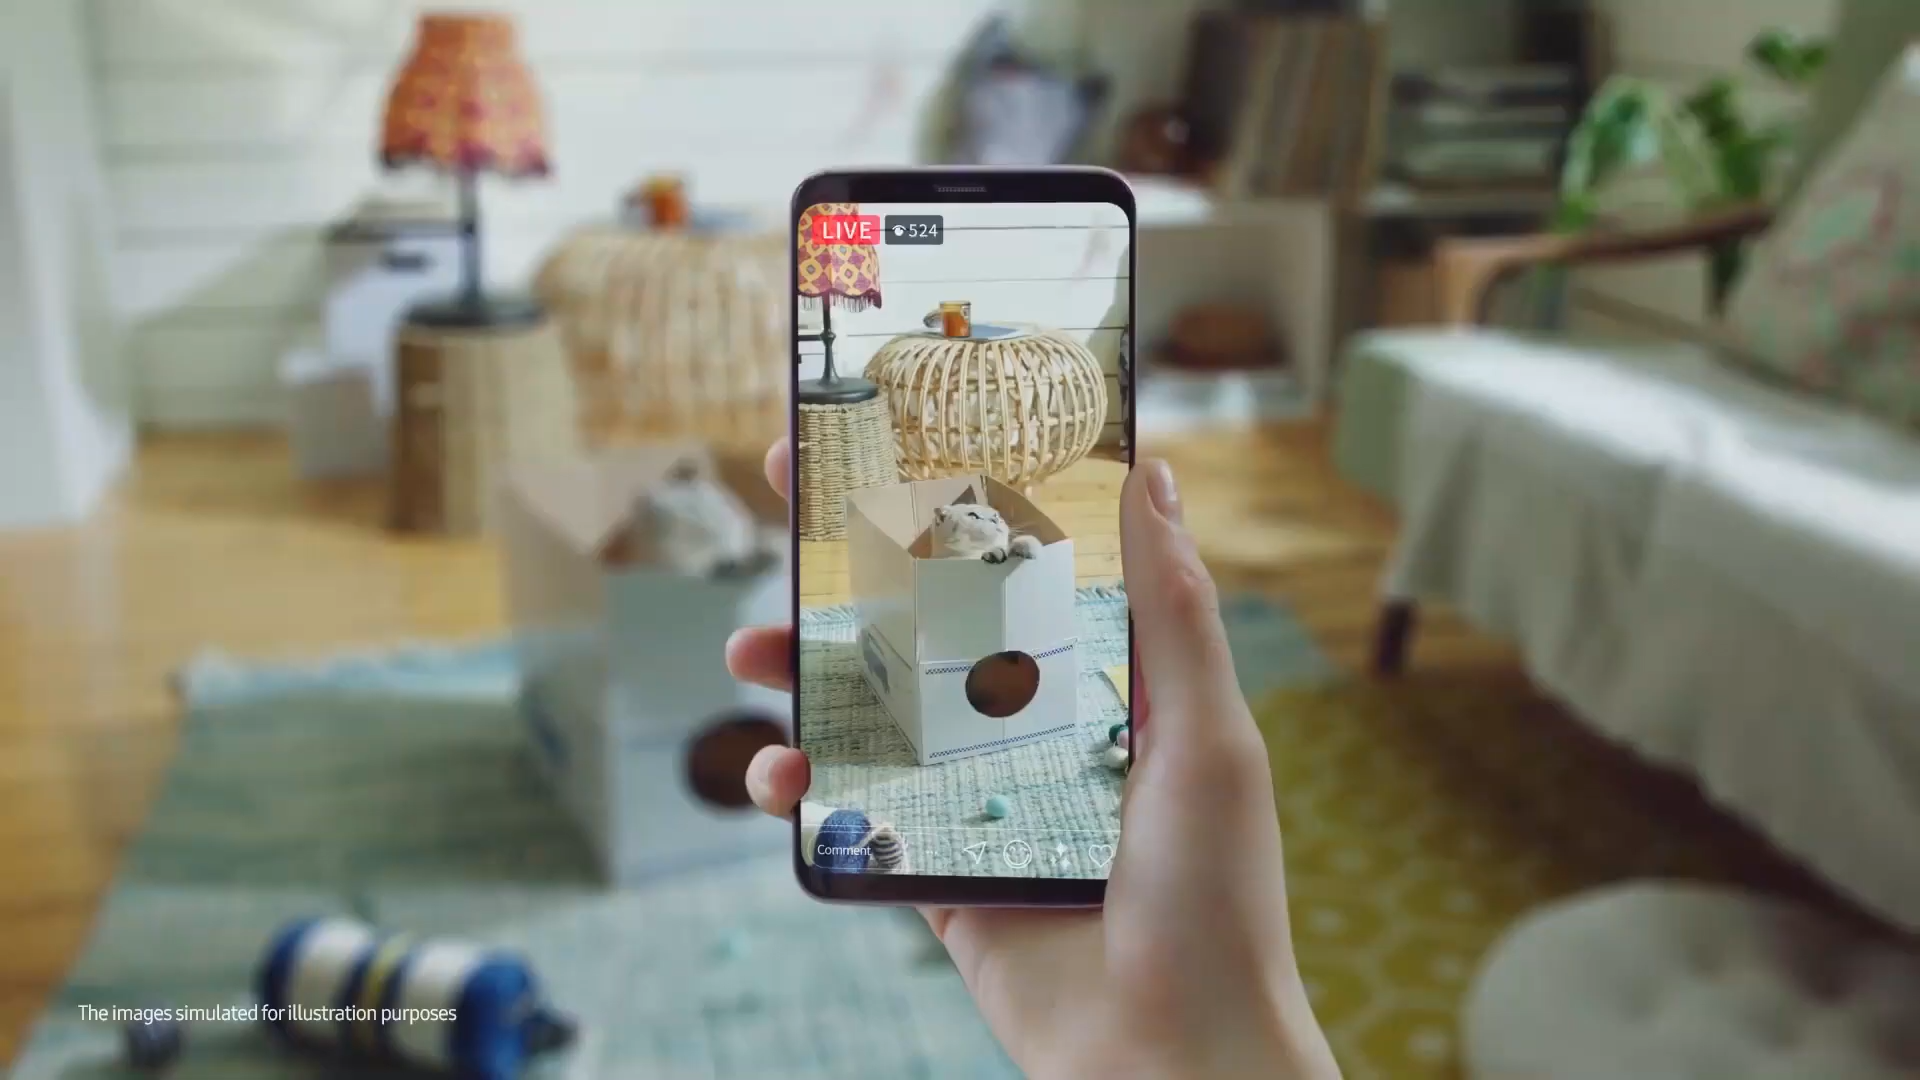 LIVE 524
Comment
The images simulated for illustration purposes